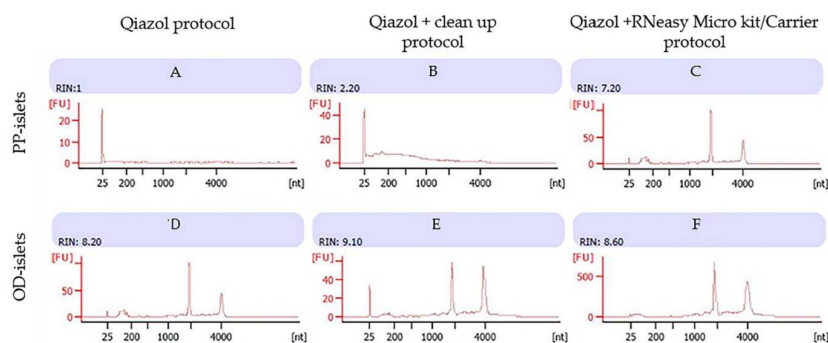 Qiazol protocol
Qiazol + clean up
protocol
Qiazol +RNeasy Micro kit/Carrier
protocol
PP-islets
A
RIN:1
[FU]
20
10
0
25 200 1000 4000 [nt]
B
RIN: 2.20
[FU]
40
20
0
25 200 1000 4000 [nt]
C
RIN: 7.20
[FU]
50
0
25 200 1000 4000 [nt]
OD-islets
D
RIN: 8.20
[FU]
50
0
25 200 1000 4000 [nt]
E
RIN: 9.10
[FU]
40
20
0
25 200 1000 4000 [nt]
F
RIN: 8.60
[FU]
500
0
25 200 1000 4000 [nt]